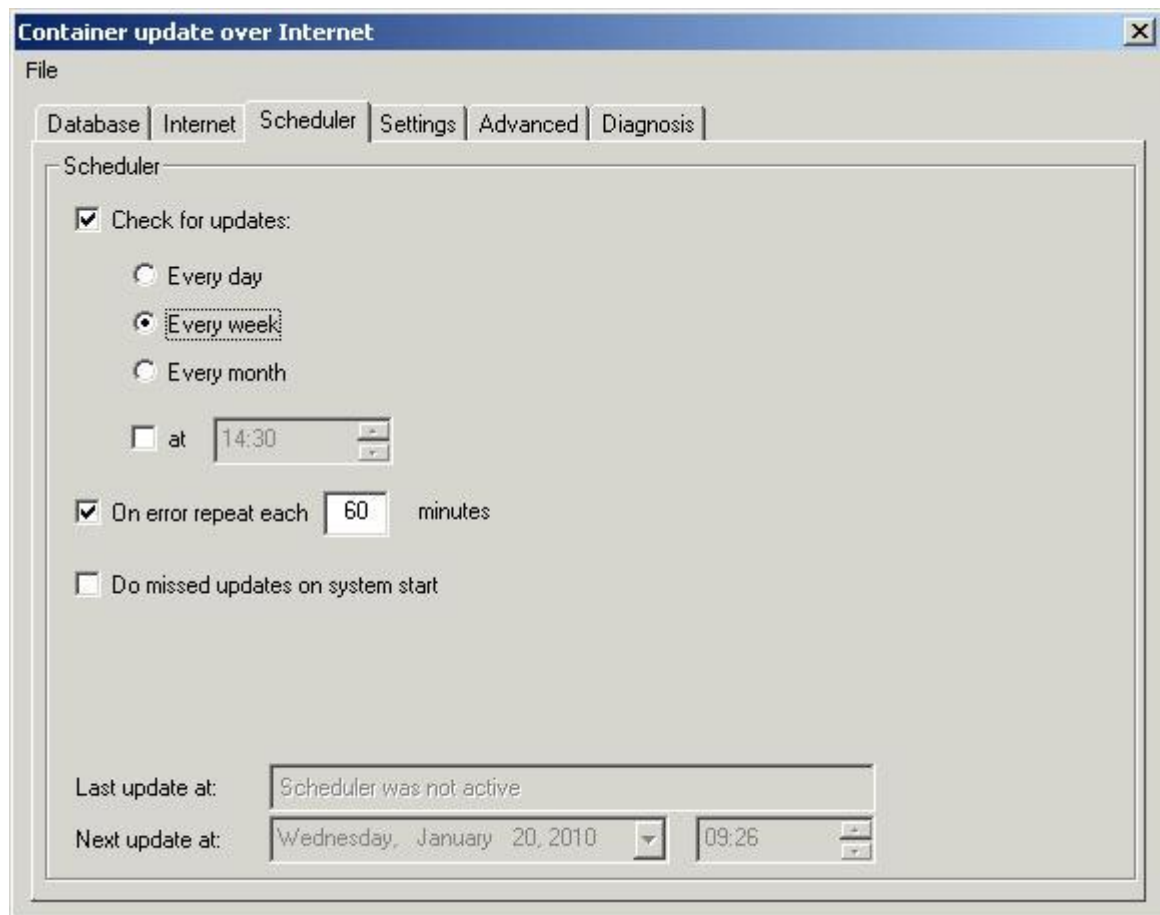 Container update over Internet
File
Database Internet Scheduler Settings Advanced Diagnosis
Scheduler
Check for updates:
Every day
Every week
Every month
at 14:30
On error repeat each 60 minutes
Do missed updates on system start
Last update at: Scheduler was not active
Next update at: Wednesday, January 20, 2010 09:26